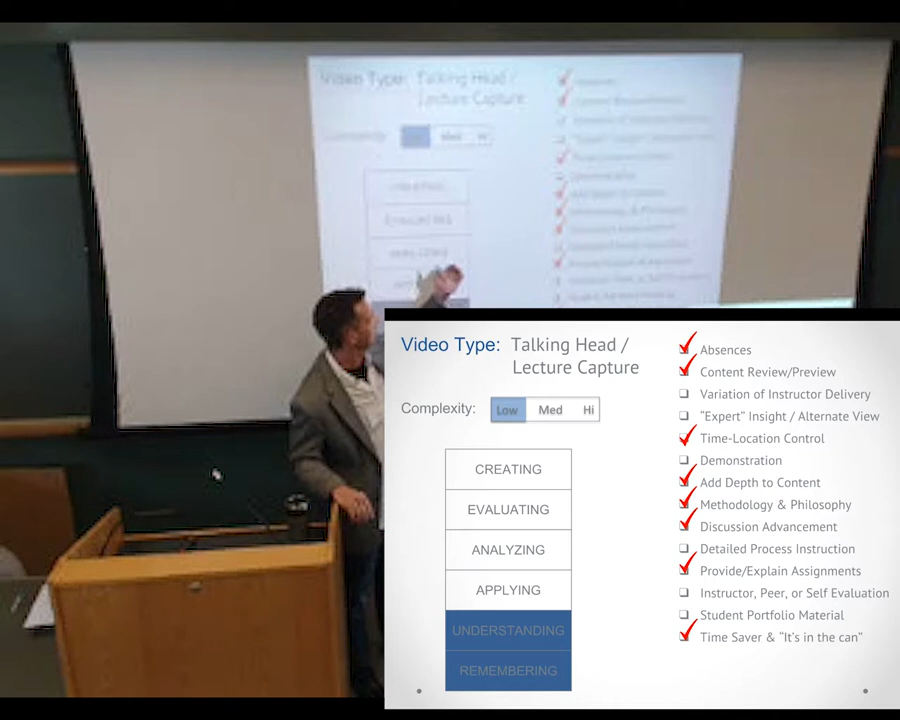 Video Type: Talking Head /
Lecture Capture
Med
Hi
EVALUATING
Video Type: Talking Head /
Lecture Capture
Complexity: Low Med Hi
CREATING
EVALUATING
ANALYZING
APPLYING
UNDERSTANDING
REMEMBERING
Absences
Content Review/Preview
Variation of Instructor Delivery
“Expert” Insight / Alternate View
Time-Location Control
Demonstration
Add Depth to Content
Methodology & Philosophy
Discussion Advancement
Detailed Process Instruction
Provide/Explain Assignments
Instructor, Peer, or Self Evaluation
Student Portfolio Material
Time Saver & “It’s in the can”